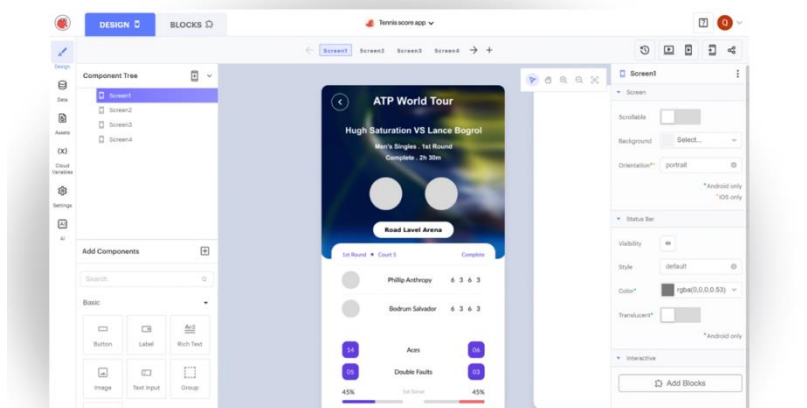 DESIGN
BLOCKS
Tennis score app
?
Q
Screen1 Screen2 Screen3 Screen4
Design
Data
Assets
(X)
Cloud
Variables
Settings
AI
AI
Component Tree
Screen1
Screen2
Screen3
Screen4
Add Components
Search
Basic
Button
Label
Rich Text
Image
Text Input
Group
ATP World Tour
Hugh Saturation VS Lance Bogrol
Men's Singles . 1st Round
Complete . 2h 30m
Road Lavel Arena
1st Round • Court 5 Complete
Phillip Anthropy 6 3 6 3
Bodrum Salvador 6 3 6 3
14 Aces 06
05 Double Faults 03
45% 1st Serve 45%
Screen1
Screen
Scrollable
Background Select...
Orientation portrait
*Android only
*iOS only
Status Bar
Visibility
Style default
Color* rgba(0,0,0,0.53)
Translucent*
*Android only
Interactive
Add Blocks